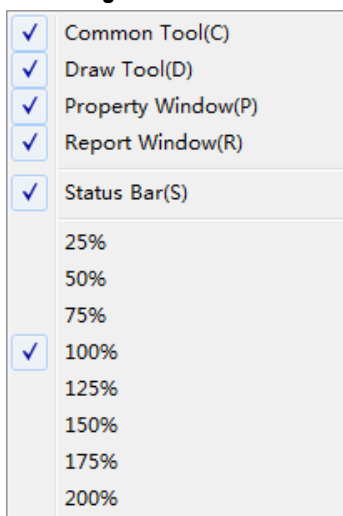 Common Tool(C)
Draw Tool(D)
Property Window(P)
Report Window(R)
Status Bar(S)
25%
50%
75%
100%
125%
150%
175%
200%